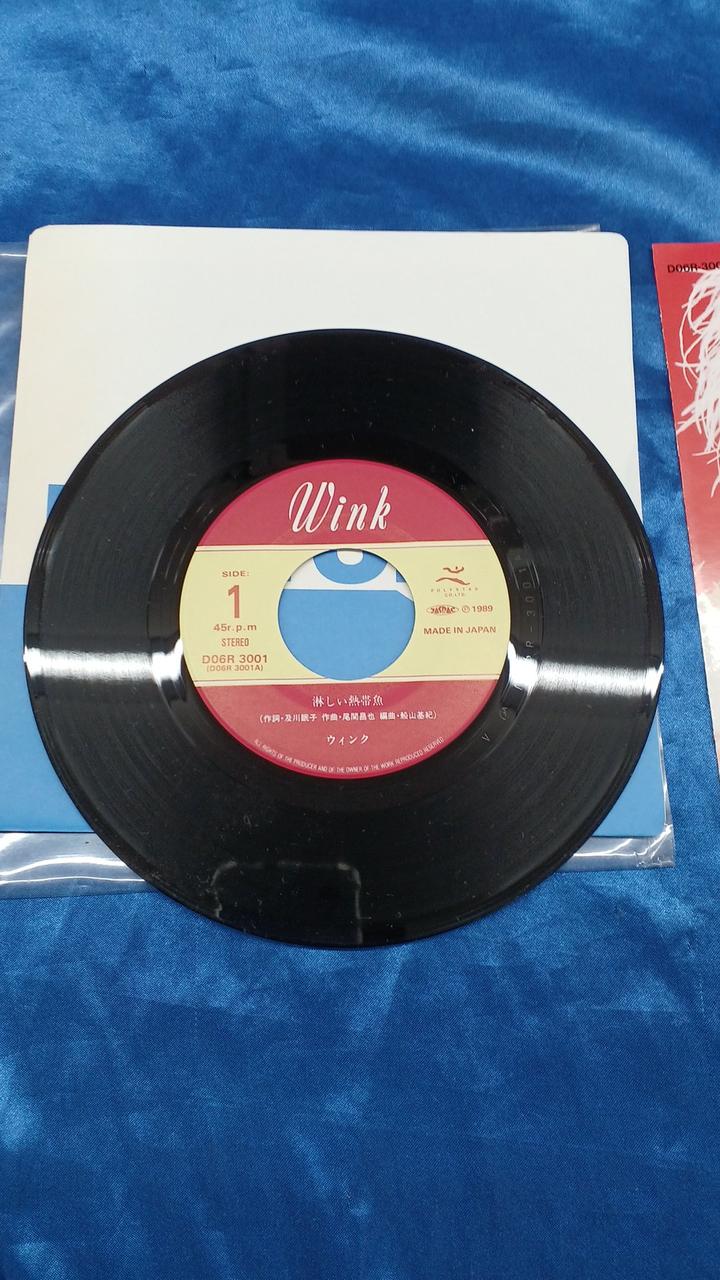 D06R-300
Wink
SIDE:
1
45r.p.m
STEREO
D06R 3001
(D06R 3001A)
POLYSTAR
CO.,LTD.
JASRAC Ⓟ 1989
MADE IN JAPAN
淋しい熱帯魚
(作詞・及川眠子 作曲・尾関昌也 編曲・船山基紀)
ウィンク
ALL RIGHTS OF THE PRODUCER AND OF THE OWNER OF THE WORK REPRODUCED RESERVED